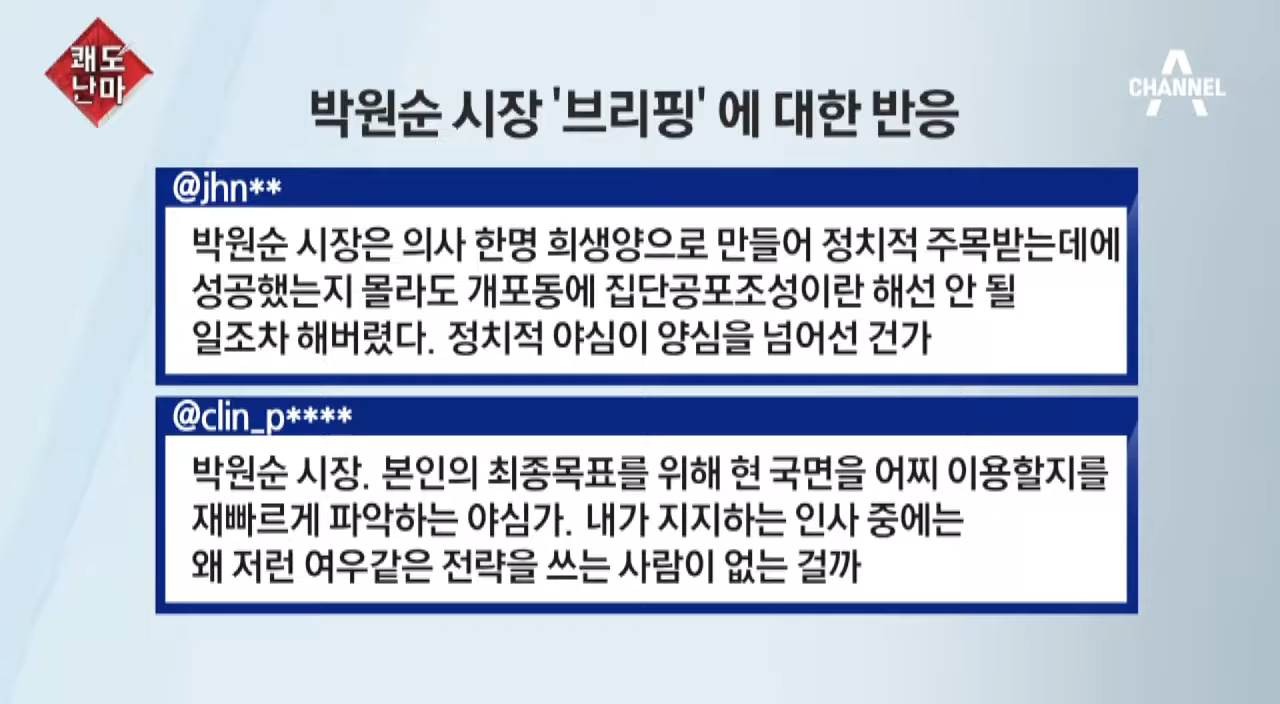 쾌도
난마
CHANNEL A
박원순 시장 '브리핑' 에 대한 반응
@jhn**
박원순 시장은 의사 한명 희생양으로 만들어 정치적 주목받는데에
성공했는지 몰라도 개포동에 집단공포조성이란 해선 안 될
일조차 해버렸다. 정치적 야심이 양심을 넘어선 건가
@clin_p****
박원순 시장. 본인의 최종목표를 위해 현 국면을 어찌 이용할지를
재빠르게 파악하는 야심가. 내가 지지하는 인사 중에는
왜 저런 여우같은 전략을 쓰는 사람이 없는 걸까